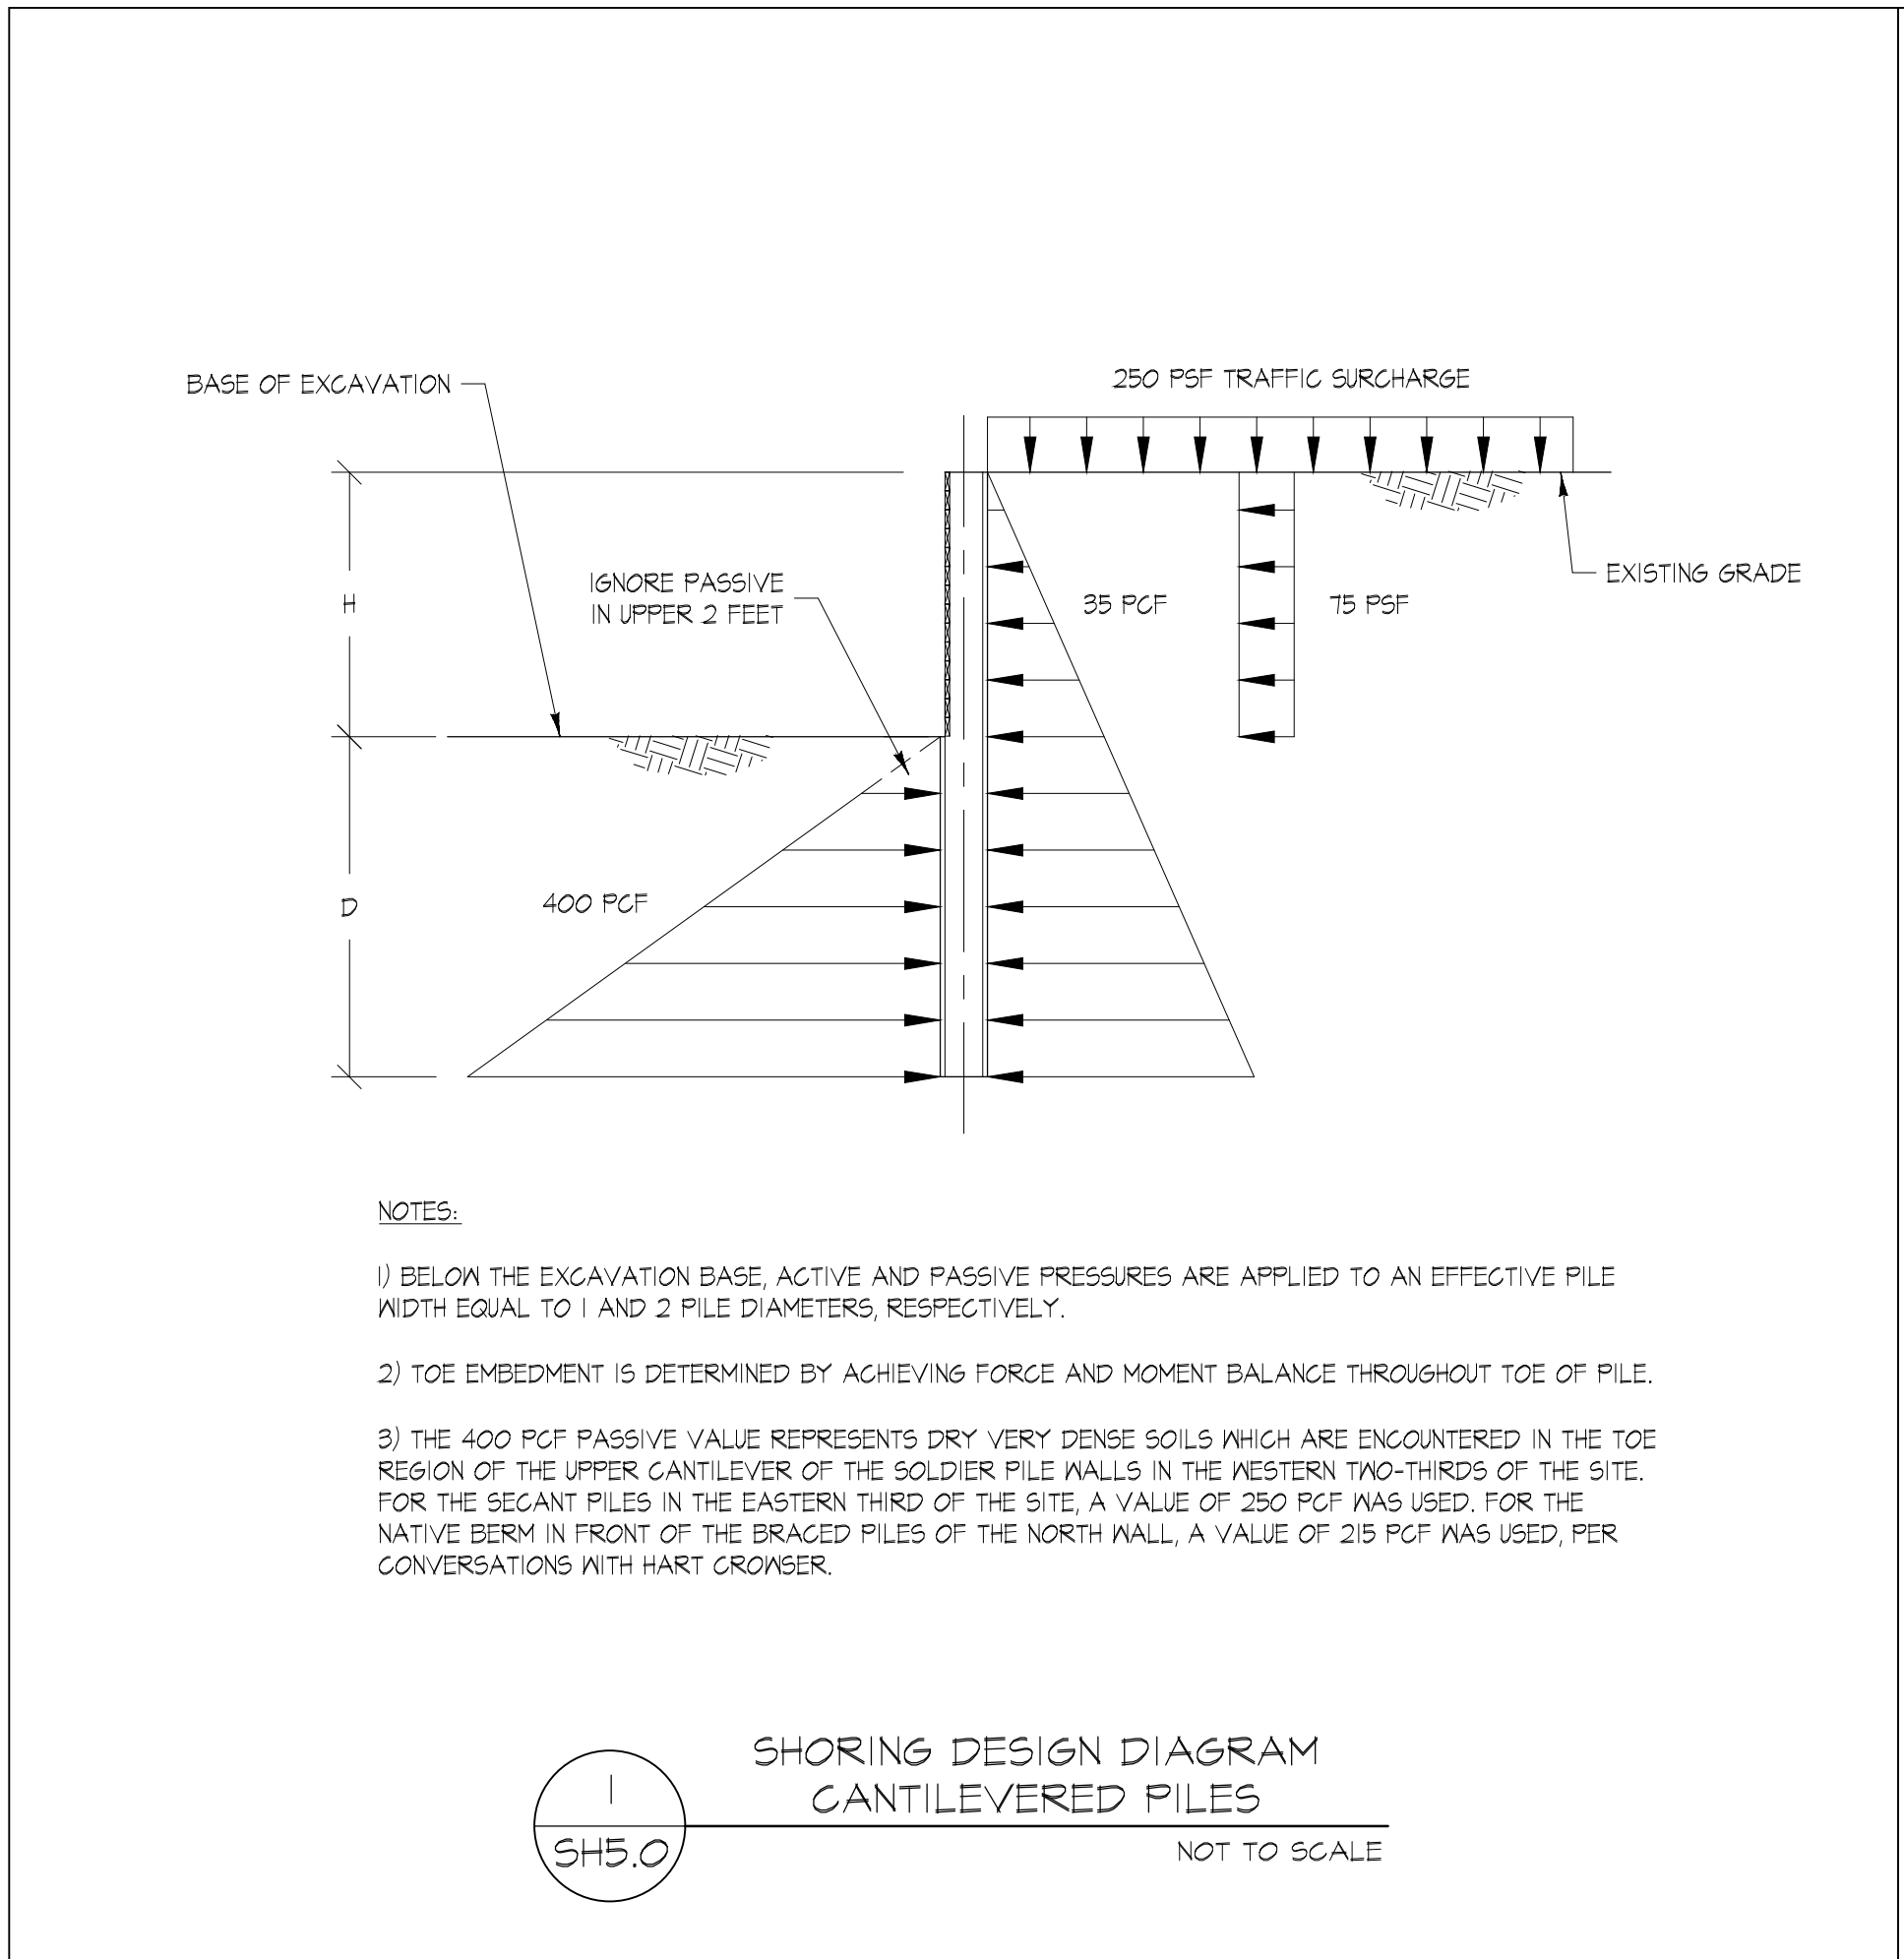 BASE OF EXCAVATION
250 PSF TRAFFIC SURCHARGE
IGNORE PASSIVE
IN UPPER 2 FEET
EXISTING GRADE
H
35 PCF
75 PSF
400 PCF
D
NOTES:
1) BELOW THE EXCAVATION BASE, ACTIVE AND PASSIVE PRESSURES ARE APPLIED TO AN EFFECTIVE PILE
WIDTH EQUAL TO 1 AND 2 PILE DIAMETERS, RESPECTIVELY.
2) TOE EMBEDMENT IS DETERMINED BY ACHIEVING FORCE AND MOMENT BALANCE THROUGHOUT TOE OF PILE.
3) THE 400 PCF PASSIVE VALUE REPRESENTS DRY VERY DENSE SOILS WHICH ARE ENCOUNTERED IN THE TOE
REGION OF THE UPPER CANTILEVER OF THE SOLDIER PILE WALLS IN THE WESTERN TWO-THIRDS OF THE SITE.
FOR THE SECANT PILES IN THE EASTERN THIRD OF THE SITE, A VALUE OF 250 PCF WAS USED. FOR THE
NATIVE BERM IN FRONT OF THE BRACED PILES OF THE NORTH WALL, A VALUE OF 215 PCF WAS USED, PER
CONVERSATIONS WITH HART CROWSER.
SHORING DESIGN DIAGRAM
CANTILEVERED PILES
1
SH5.0
NOT TO SCALE